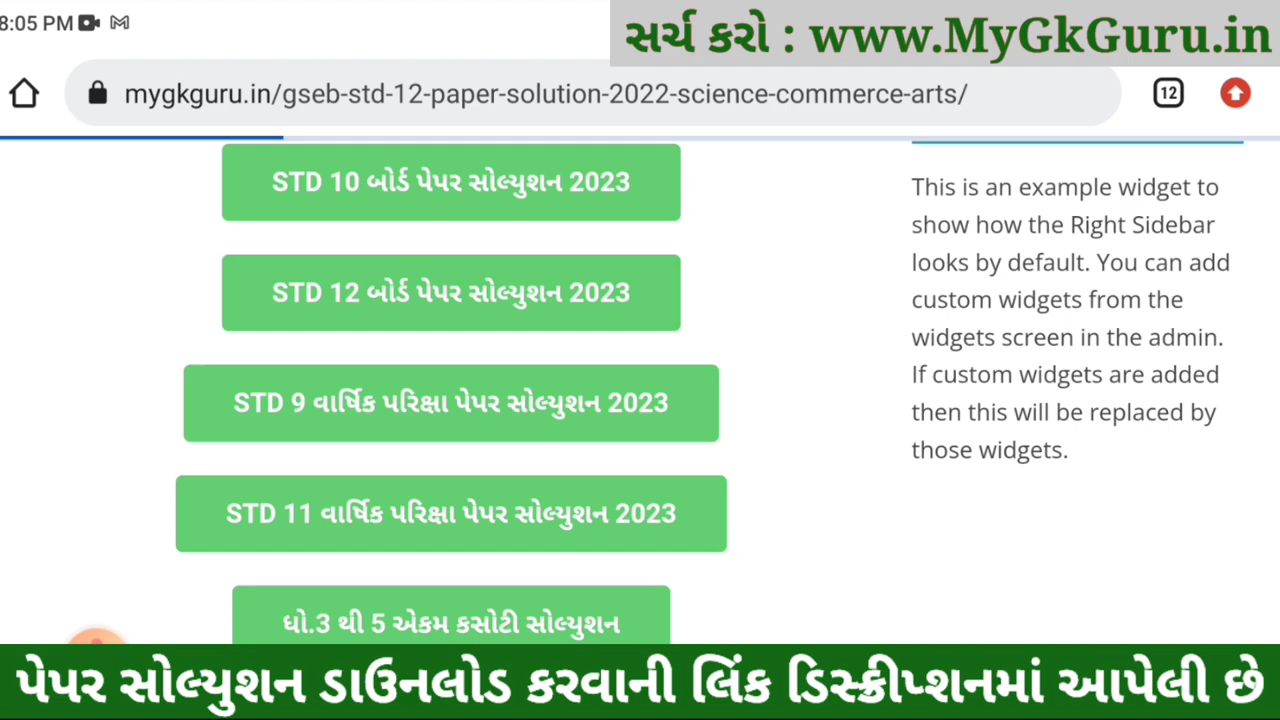 8:05 PM
સર્ચ કરો : www.MyGkGuru.in
mygkguru.in/gseb-std-12-paper-solution-2022-science-commerce-arts/
12
STD 10 બોર્ડ પેપર સોલ્યુશન 2023
STD 12 બોર્ડ પેપર સોલ્યુશન 2023
STD 9 વાર્ષિક પરિક્ષા પેપર સોલ્યુશન 2023
STD 11 વાર્ષિક પરિક્ષા પેપર સોલ્યુશન 2023
ધો.3 થી 5 એકમ કસોટી સોલ્યુશન
This is an example widget to
show how the Right Sidebar
looks by default. You can add
custom widgets from the
widgets screen in the admin.
If custom widgets are added
then this will be replaced by
those widgets.
પેપર સોલ્યુશન ડાઉનલોડ કરવાની લિંક ડિસ્ક્રીપ્શનમાં આપેલી છે